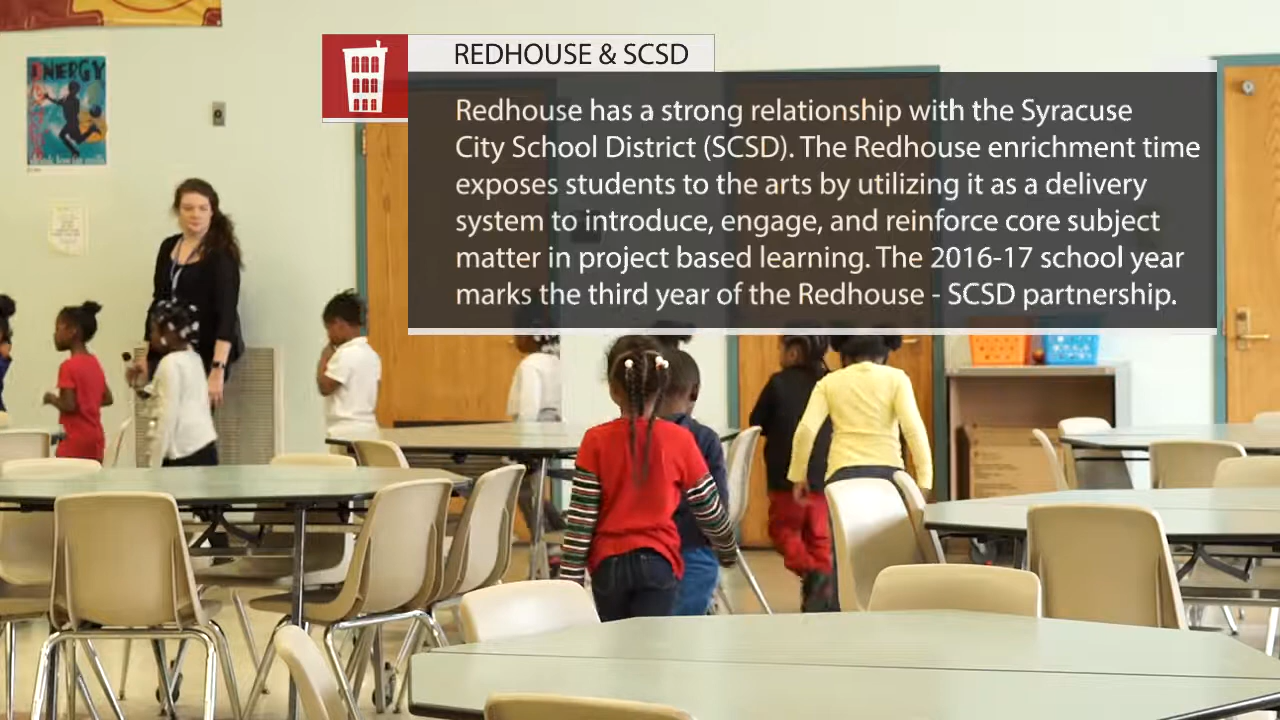 REDHOUSE & SCSD
Redhouse has a strong relationship with the Syracuse
City School District (SCSD). The Redhouse enrichment time
exposes students to the arts by utilizing it as a delivery
system to introduce, engage, and reinforce core subject
matter in project based learning. The 2016-17 school year
marks the third year of the Redhouse - SCSD partnership.
ENERGY